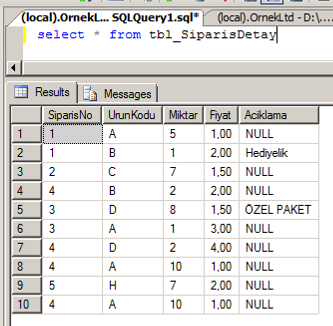 (local).OrnekL... SQLQuery1.sql* (local).OrnekLtd - D:\...
select * from tbl_SiparisDetay
Results Messages
SiparisNo UrunKodu Miktar Fiyat Aciklama
1 1 A 5 1,00 NULL
2 1 B 1 2,00 Hediyelik
3 2 C 7 1,50 NULL
4 4 B 2 2,00 NULL
5 3 D 8 1,50 ÖZEL PAKET
6 3 A 1 3,00 NULL
7 4 D 2 4,00 NULL
8 4 A 10 1,00 NULL
9 5 H 7 2,00 NULL
10 4 A 10 1,00 NULL